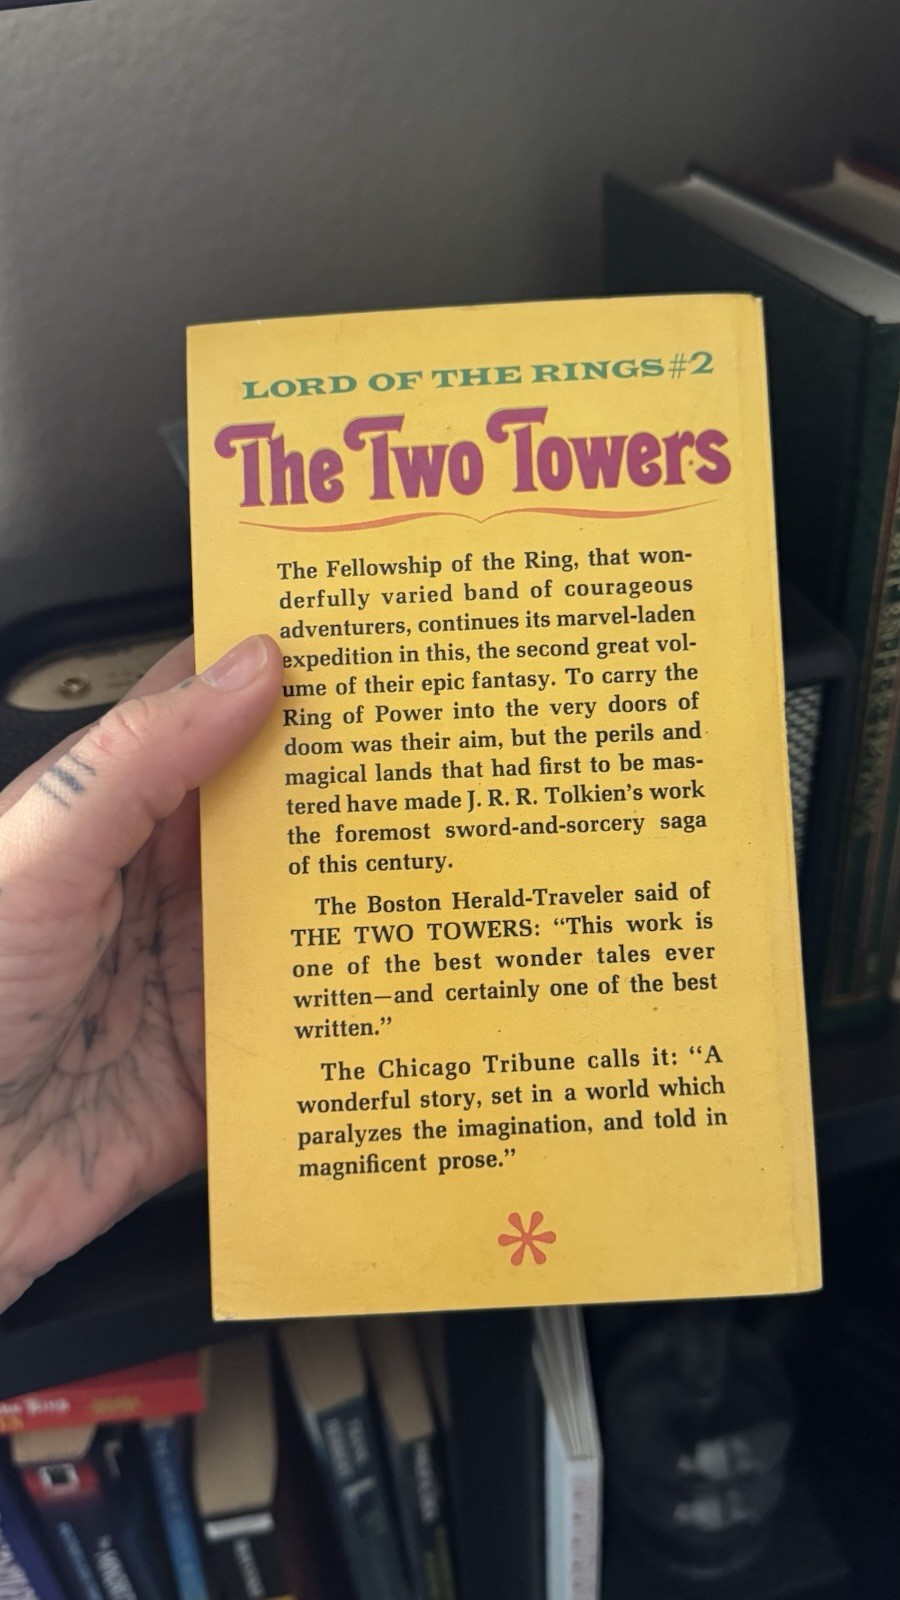 LORD OF THE RINGS #2
The Two Towers
The Fellowship of the Ring, that won-
derfully varied band of courageous
adventurers, continues its marvel-laden
expedition in this, the second great vol-
ume of their epic fantasy. To carry the
Ring of Power into the very doors of
doom was their aim, but the perils and
magical lands that had first to be mas-
tered have made J. R. R. Tolkien's work
the foremost sword-and-sorcery saga
of this century.
The Boston Herald-Traveler said of
THE TWO TOWERS: “This work is
one of the best wonder tales ever
written—and certainly one of the best
written.”
The Chicago Tribune calls it: “A
wonderful story, set in a world which
paralyzes the imagination, and told in
magnificent prose.”